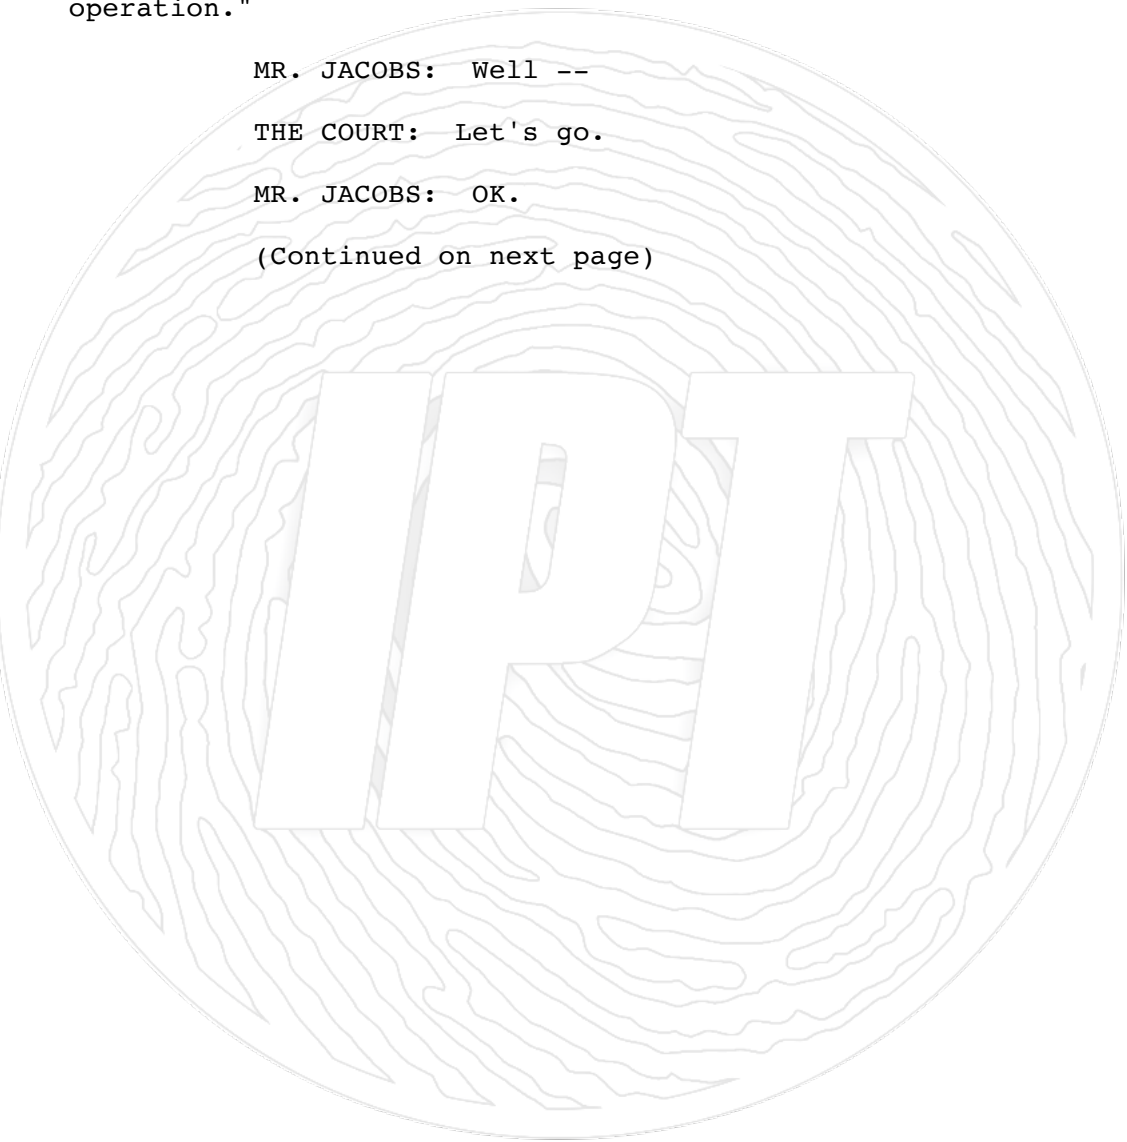 operation."
MR. JACOBS:  Well --
THE COURT:  Let's go.
MR. JACOBS:  OK.
(Continued on next page)
IPT